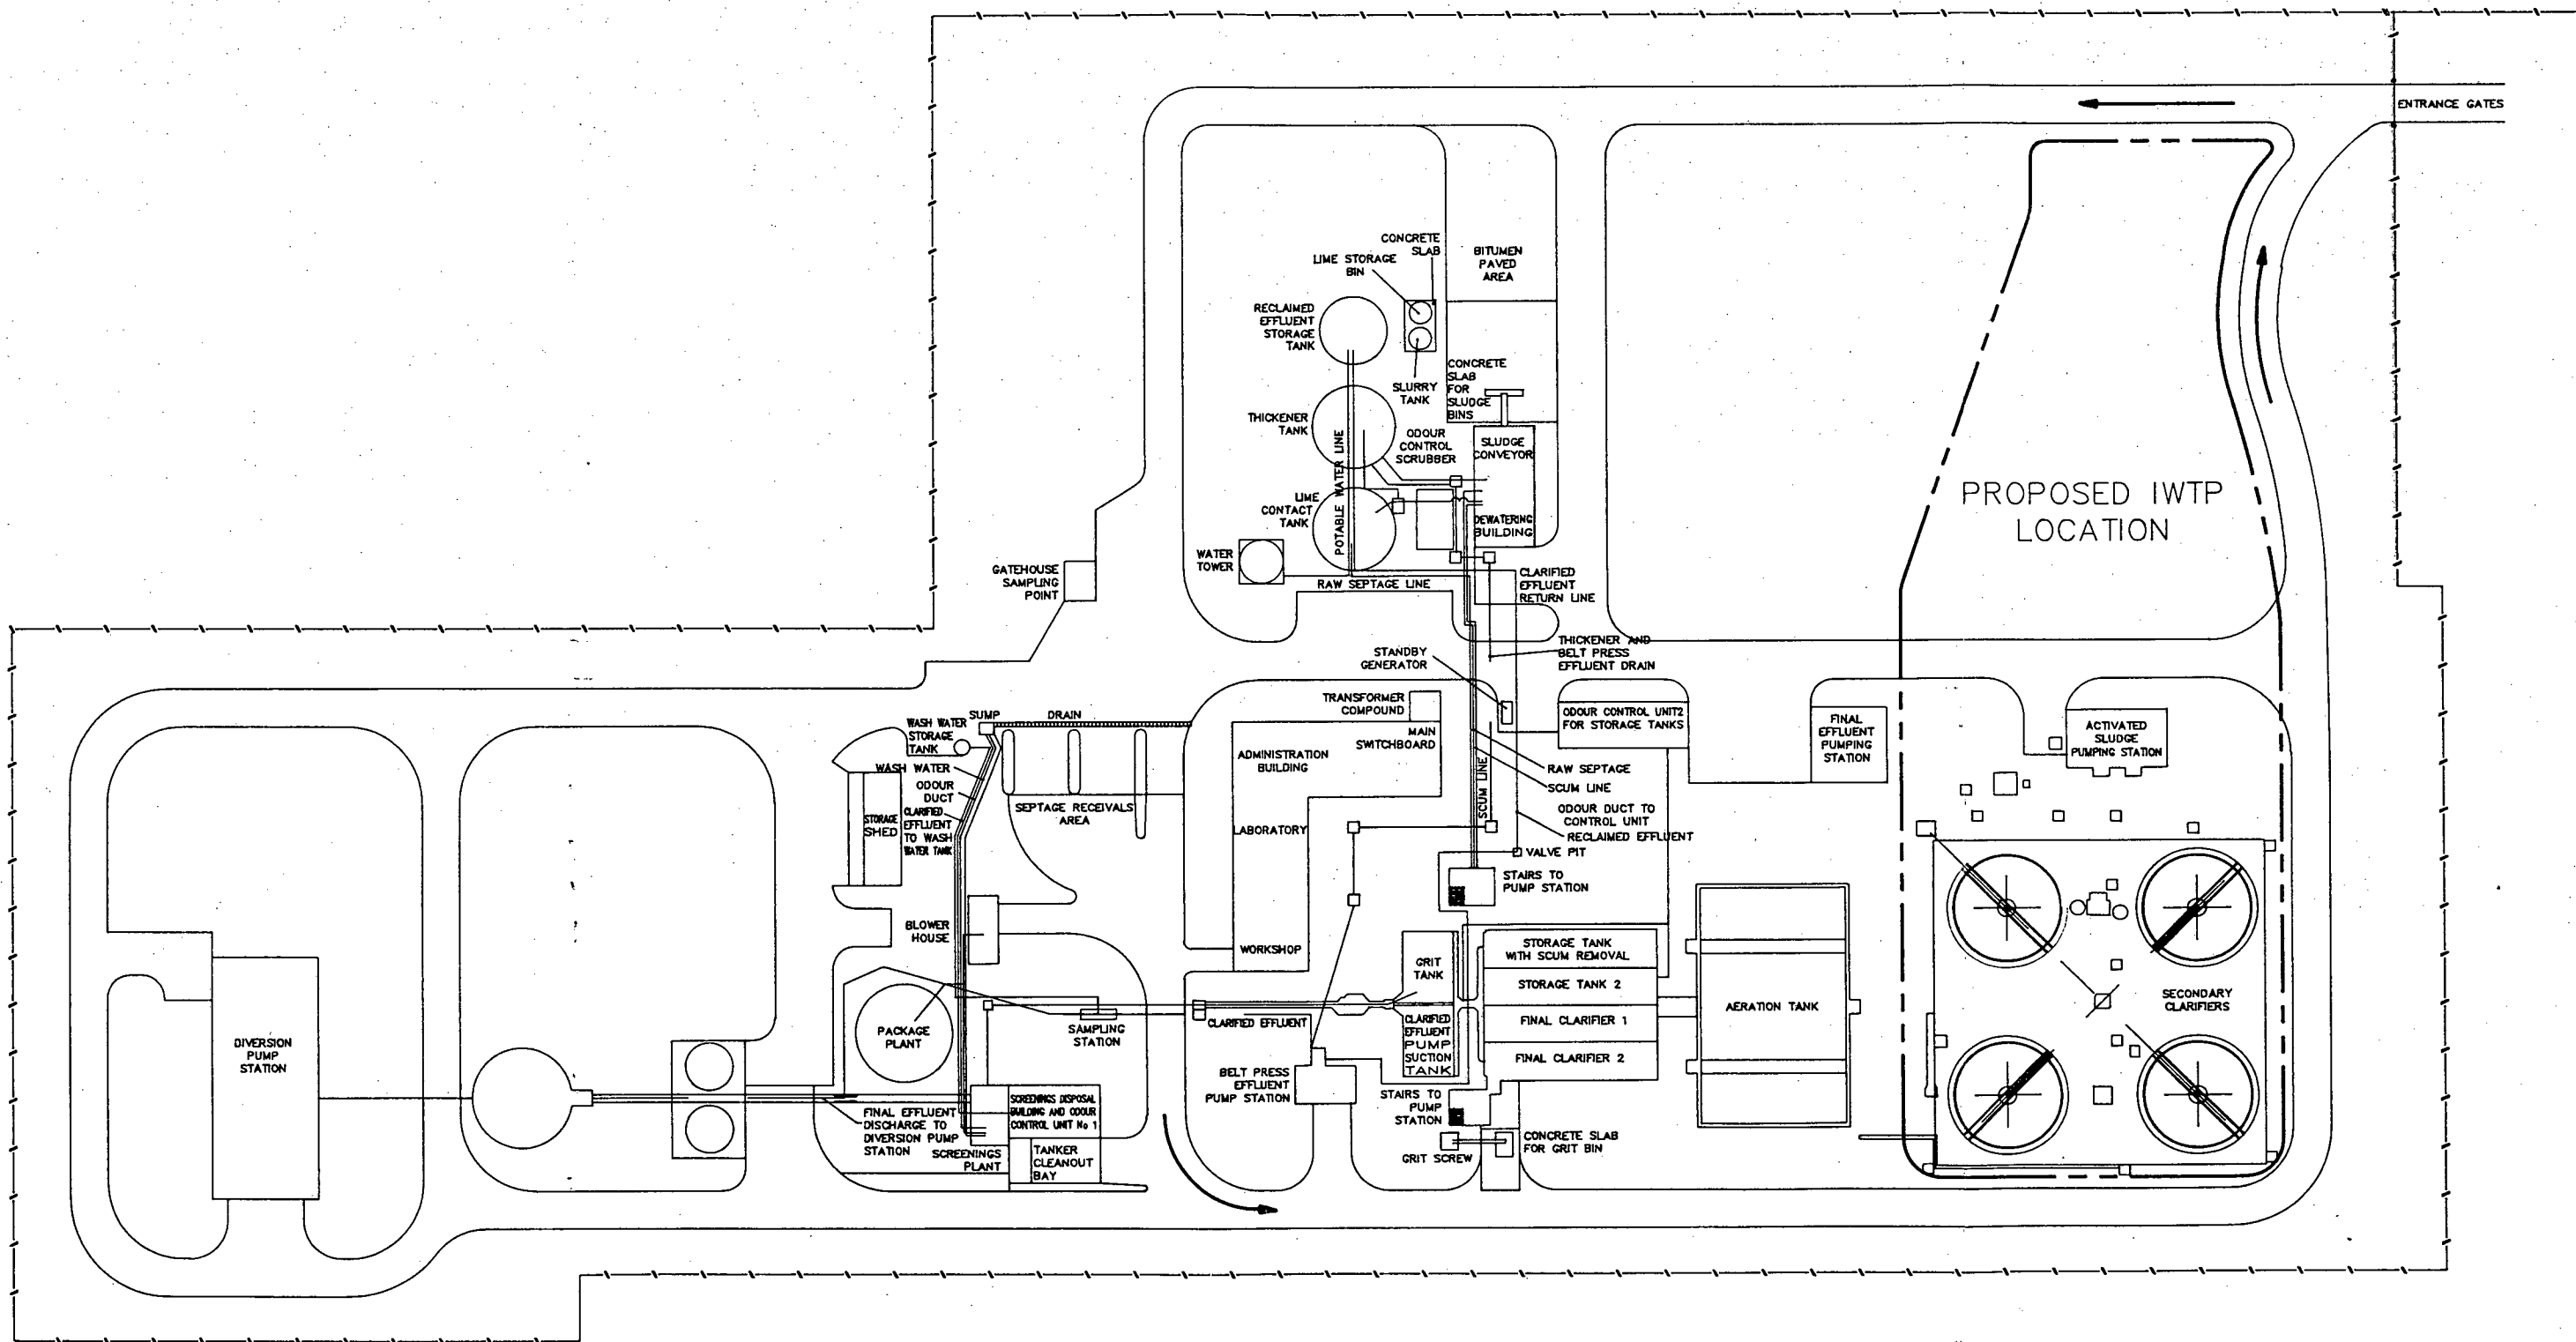 ENTRANCE GATES
CONCRETE
SLAB
LIME STORAGE
BIN
BITUMEN
PAVED
AREA
RECLAIMED
EFFLUENT
STORAGE
TANK
SLURRY
TANK
CONCRETE
SLAB
FOR
SLUDGE
BINS
THICKENER
TANK
POTABLE WATER LINE
ODOUR
CONTROL
SCRUBBER
SLUDGE
CONVEYOR
LIME
CONTACT
TANK
DEWATERING
BUILDING
WATER
TOWER
RAW SEPTAGE LINE
CLARIFIED
EFFLUENT
RETURN LINE
GATEHOUSE
SAMPLING
POINT
PROPOSED IWTP
LOCATION
STANDBY
GENERATOR
THICKENER AND
BELT PRESS
EFFLUENT DRAIN
TRANSFORMER
COMPOUND
MAIN
SWITCHBOARD
ODOUR CONTROL UNIT2
FOR STORAGE TANKS
FINAL
EFFLUENT
PUMPING
STATION
ACTIVATED
SLUDGE
PUMPING STATION
WASH WATER
STORAGE
TANK
SUMP
DRAIN
WASH WATER
ODOUR
DUCT
CLARIFIED
EFFLUENT
TO WASH
WATER TANK
STORAGE
SHED
SEPTAGE RECEIVALS
AREA
ADMINISTRATION
BUILDING
LABORATORY
WORKSHOP
SCUM LINE
RAW SEPTAGE
SCUM LINE
ODOUR DUCT TO
CONTROL UNIT
RECLAIMED EFFLUENT
VALVE PIT
STAIRS TO
PUMP STATION
BLOWER
HOUSE
GRIT
TANK
STORAGE TANK
WITH SCUM REMOVAL
STORAGE TANK 2
FINAL CLARIFIER 1
FINAL CLARIFIER 2
AERATION TANK
SECONDARY
CLARIFIERS
DIVERSION
PUMP
STATION
PACKAGE
PLANT
SAMPLING
STATION
CLARIFIED EFFLUENT
CLARIFIED
EFFLUENT
PUMP
SUCTION
TANK
BELT PRESS
EFFLUENT
PUMP STATION
STAIRS TO
PUMP
STATION
FINAL EFFLUENT
DISCHARGE TO
DIVERSION PUMP
STATION
SCREENINGS DISPOSAL
BUILDING AND ODOUR
CONTROL UNIT No 1
SCREENINGS
PLANT
TANKER
CLEANOUT
BAY
GRIT SCREW
CONCRETE SLAB
FOR GRIT BIN